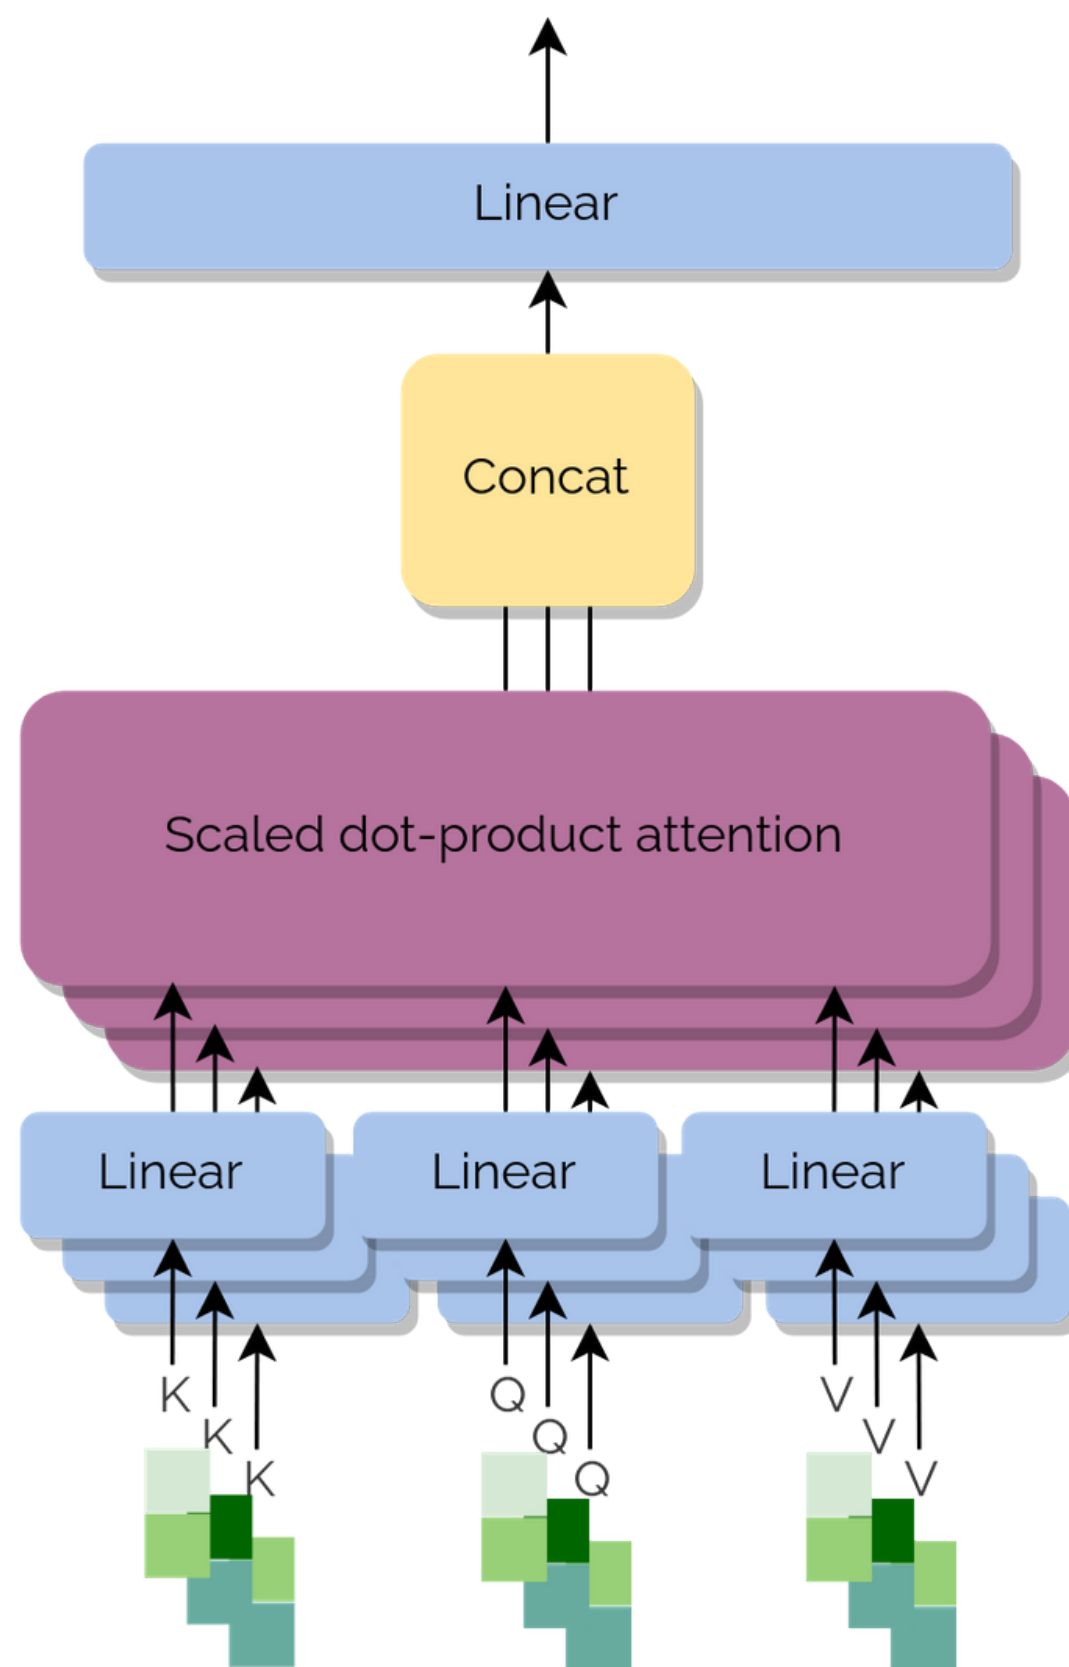 Linear
Concat
Scaled dot-product attention
Linear Linear Linear
K Q V
K Q V
K Q V